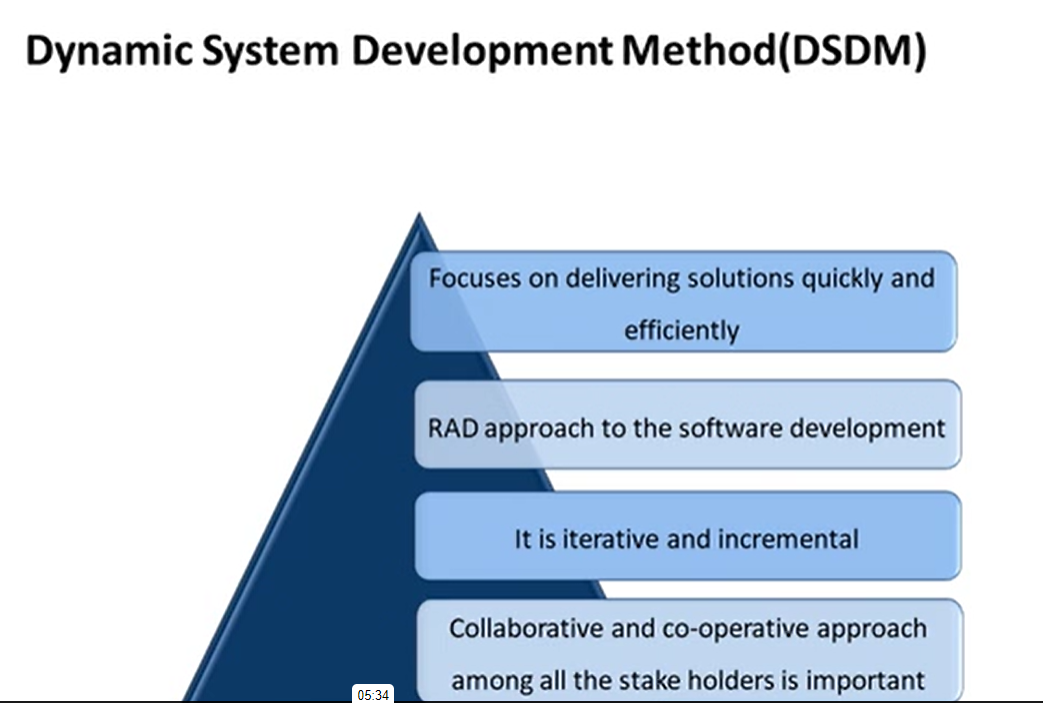 Dynamic System Development Method(DSDM)
Focuses on delivering solutions quickly and
efficiently
RAD approach to the software development
It is iterative and incremental
Collaborative and co-operative approach
among all the stake holders is important
05:34